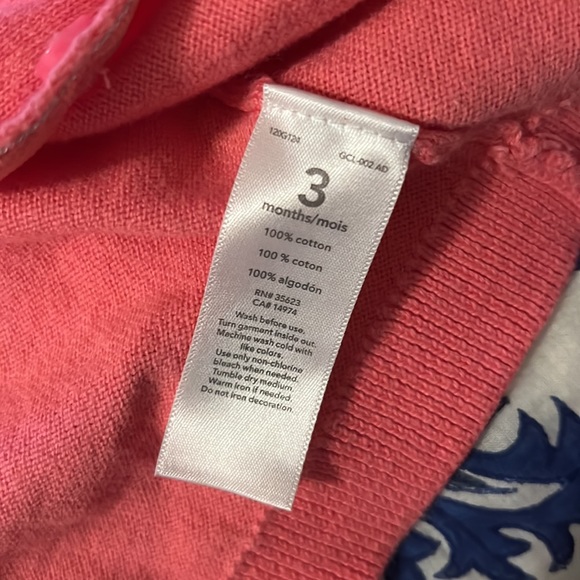 120G124
GCL-002 AD
3
months/mois
100% cotton
100 % coton
100% algodón
RN# 35623
CA# 14974
Wash before use.
Turn garment inside out.
Machine wash cold with
like colors.
Use only non-chlorine
bleach when needed.
Tumble dry medium.
Warm iron if needed.
Do not iron decoration.